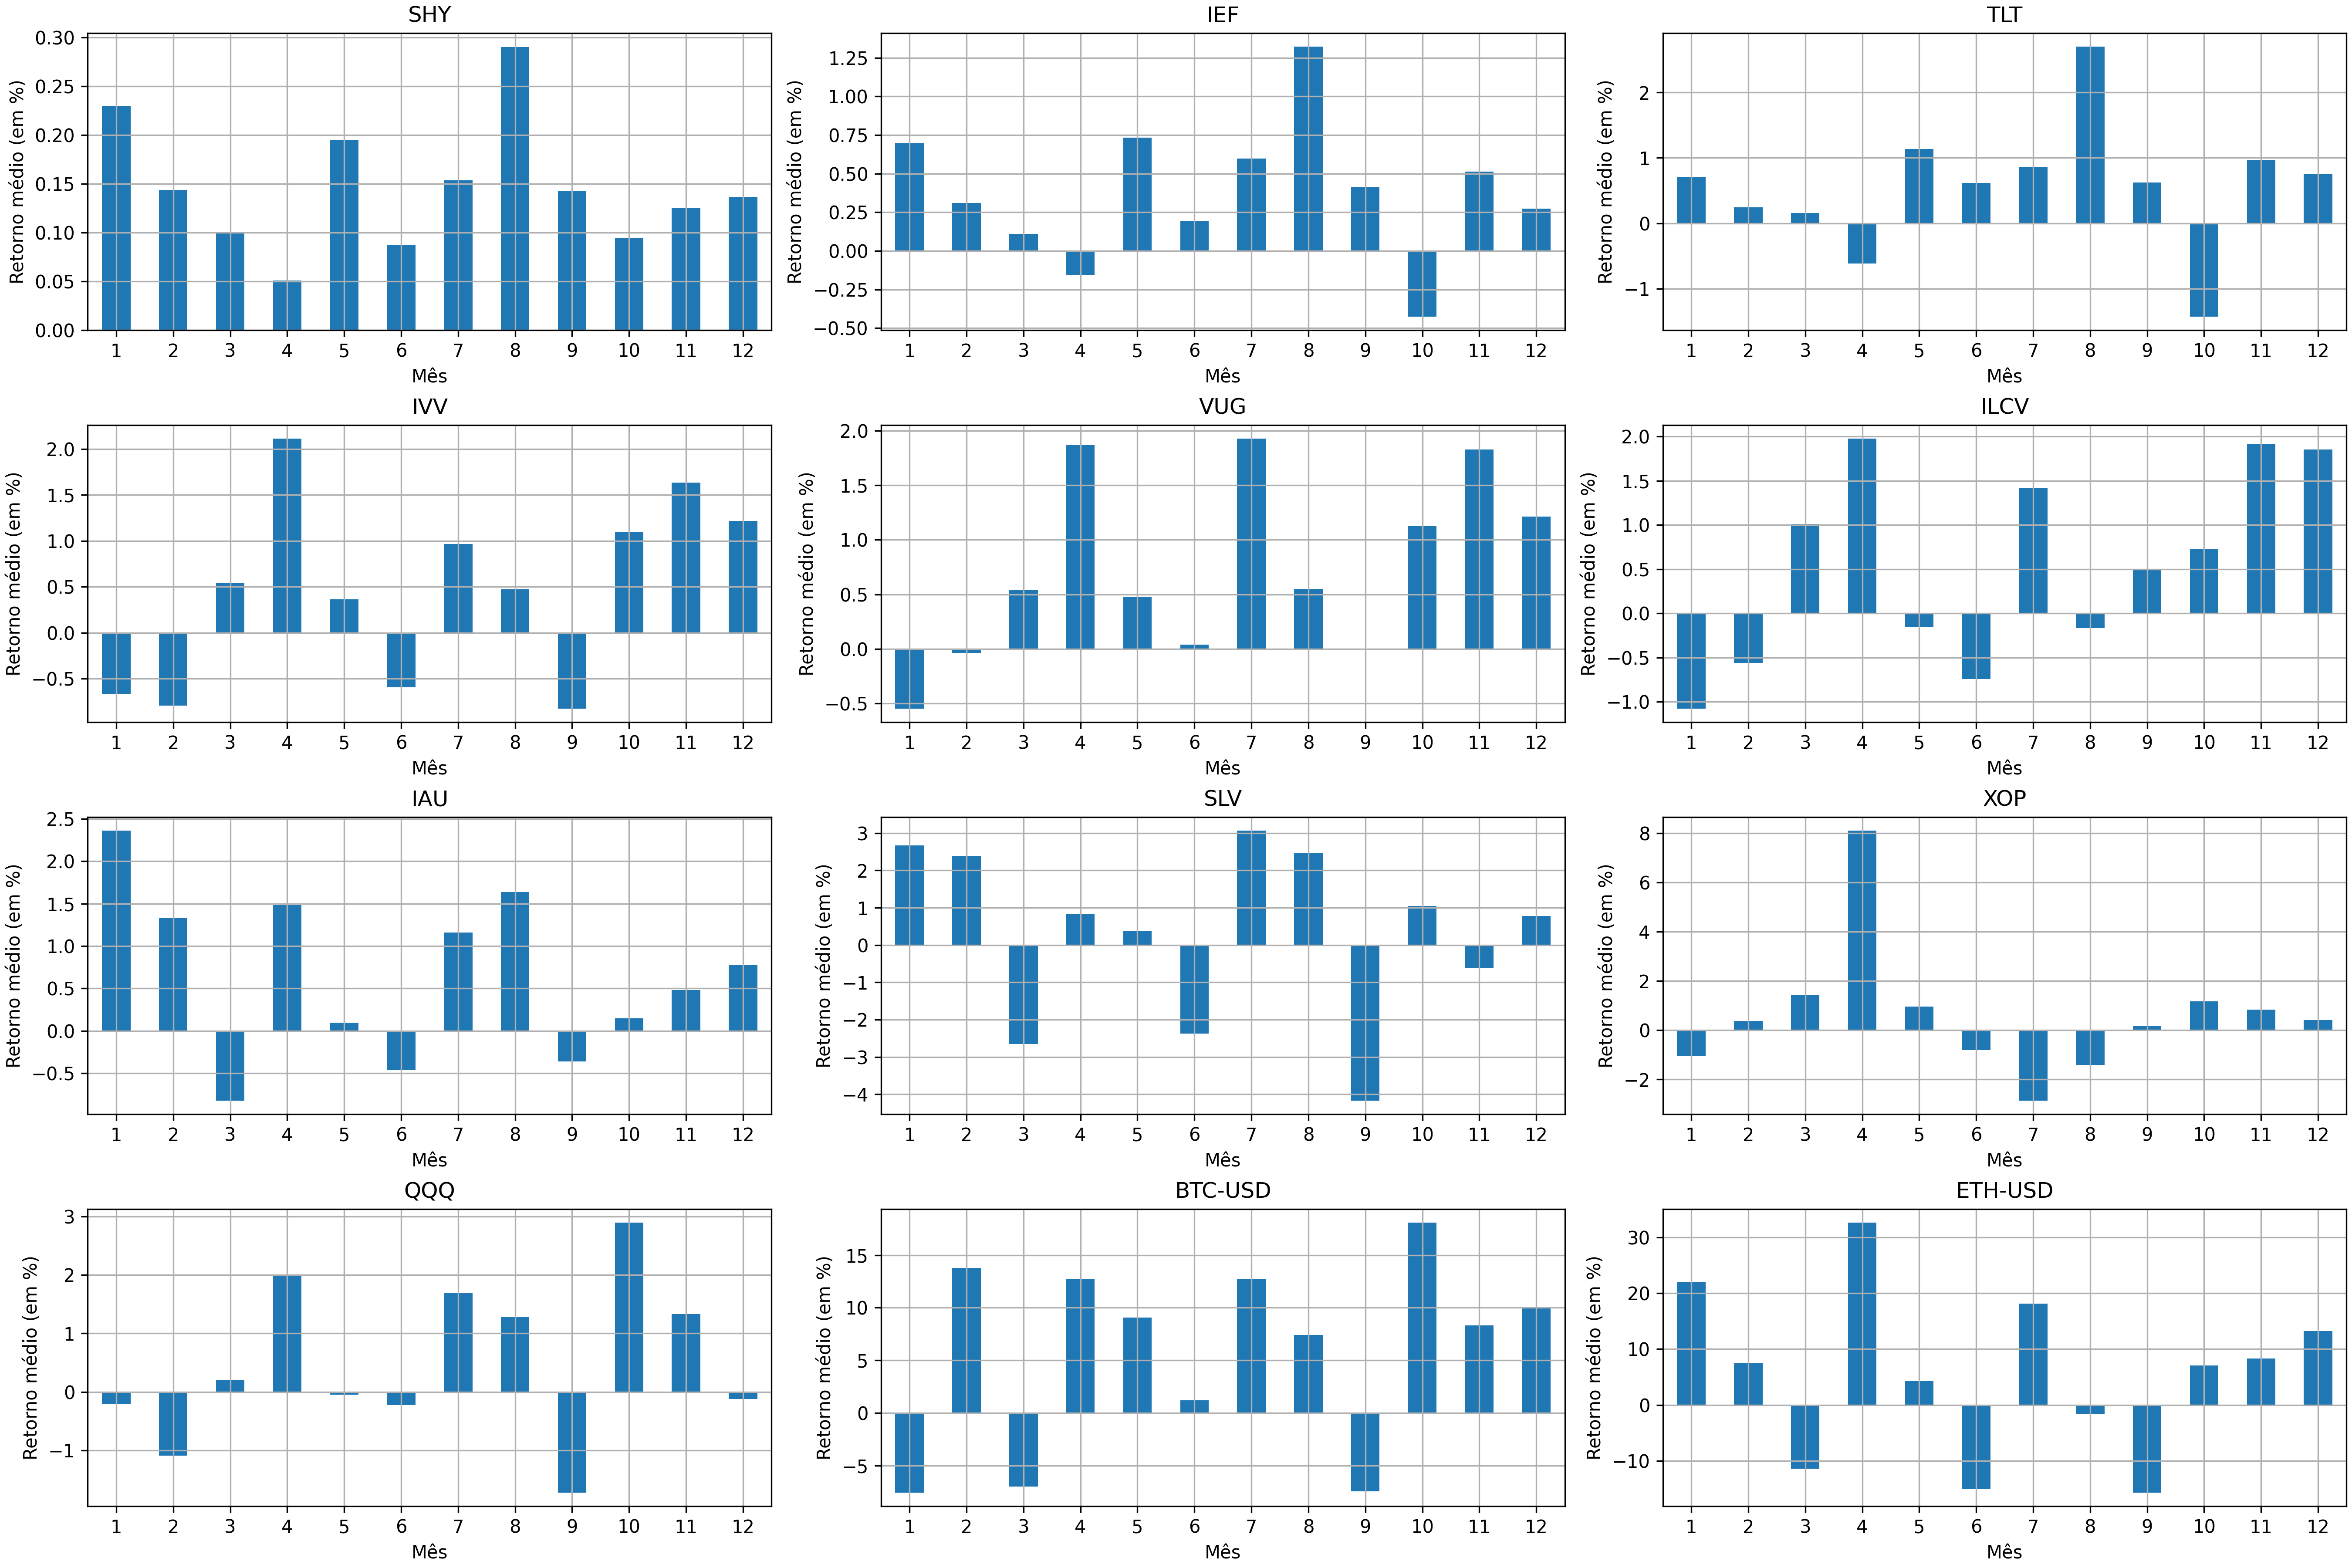 SHY
Retorno médio (em %)
0.30
0.25
0.20
0.15
0.10
0.05
0.00
1 2 3 4 5 6 7 8 9 10 11 12
Mês
IEF
Retorno médio (em %)
1.25
1.00
0.75
0.50
0.25
0.00
−0.25
−0.50
1 2 3 4 5 6 7 8 9 10 11 12
Mês
TLT
Retorno médio (em %)
2
1
0
−1
1 2 3 4 5 6 7 8 9 10 11 12
Mês
IVV
Retorno médio (em %)
2.0
1.5
1.0
0.5
0.0
−0.5
1 2 3 4 5 6 7 8 9 10 11 12
Mês
VUG
Retorno médio (em %)
2.0
1.5
1.0
0.5
0.0
−0.5
1 2 3 4 5 6 7 8 9 10 11 12
Mês
ILCV
Retorno médio (em %)
2.0
1.5
1.0
0.5
0.0
−0.5
−1.0
1 2 3 4 5 6 7 8 9 10 11 12
Mês
IAU
Retorno médio (em %)
2.5
2.0
1.5
1.0
0.5
0.0
−0.5
1 2 3 4 5 6 7 8 9 10 11 12
Mês
SLV
Retorno médio (em %)
3
2
1
0
−1
−2
−3
−4
1 2 3 4 5 6 7 8 9 10 11 12
Mês
XOP
Retorno médio (em %)
8
6
4
2
0
−2
1 2 3 4 5 6 7 8 9 10 11 12
Mês
QQQ
Retorno médio (em %)
3
2
1
0
−1
1 2 3 4 5 6 7 8 9 10 11 12
Mês
BTC-USD
Retorno médio (em %)
15
10
5
0
−5
1 2 3 4 5 6 7 8 9 10 11 12
Mês
ETH-USD
Retorno médio (em %)
30
20
10
0
−10
1 2 3 4 5 6 7 8 9 10 11 12
Mês